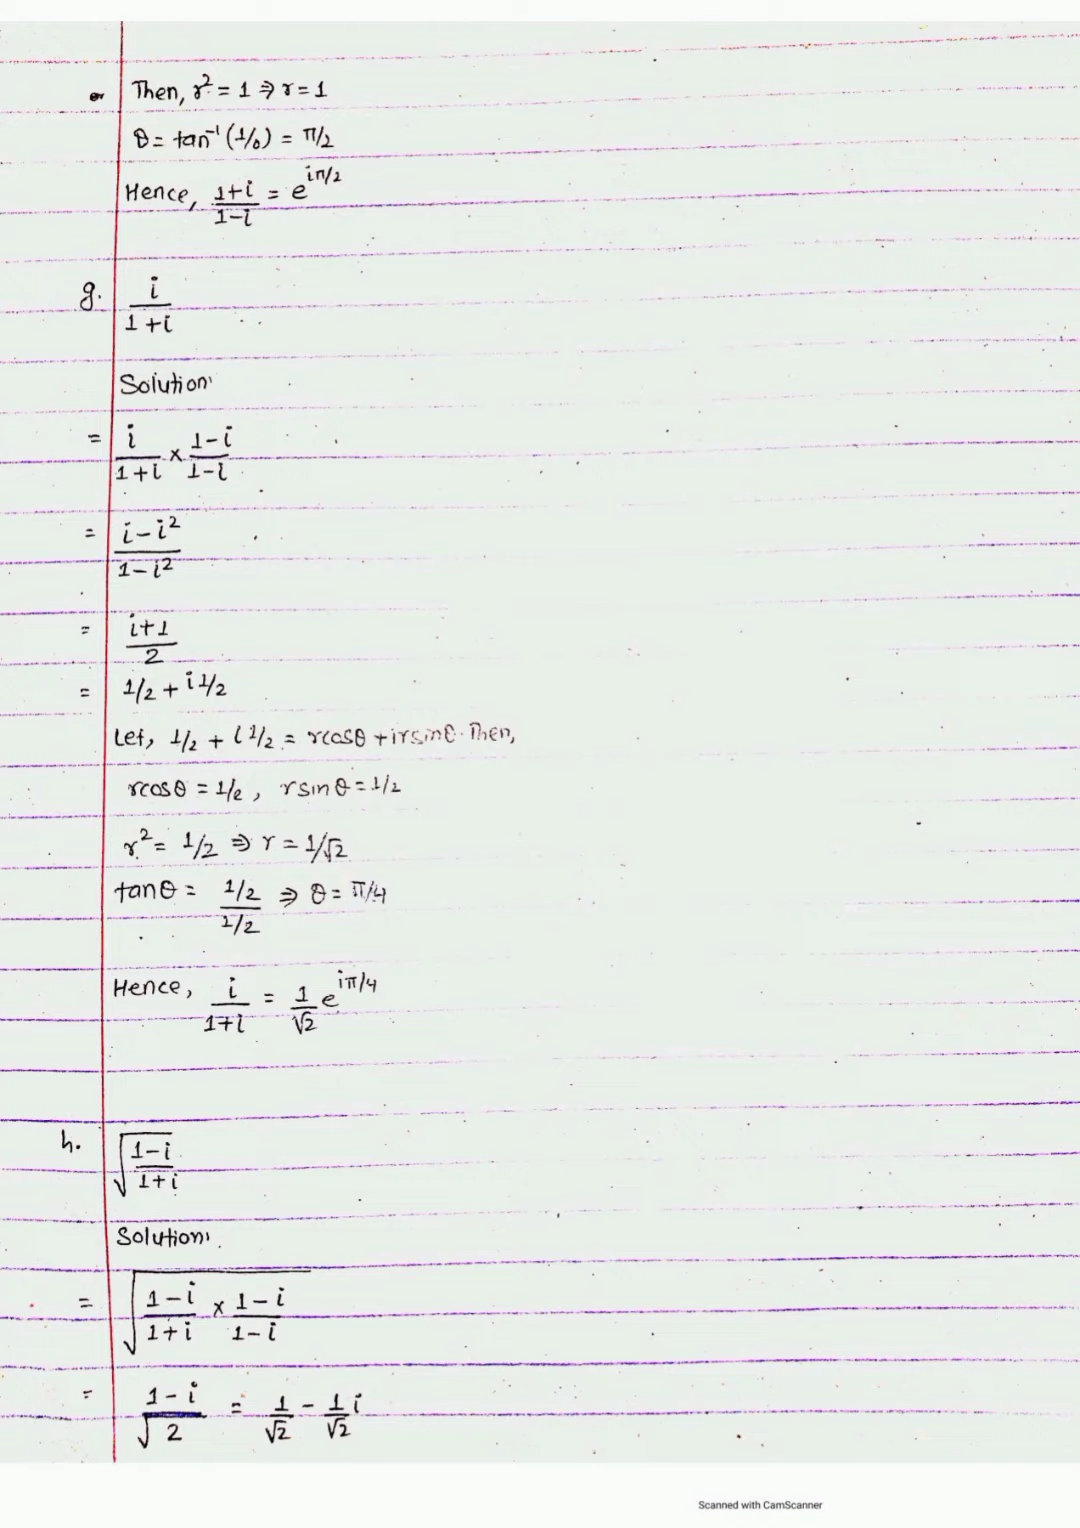 or Then, r² = 1 ⇒ r = 1
θ = tan⁻¹ (1/0) = π/2
Hence, (1+i)/(1-i) = e^(iπ/2)
g. i/(1+i)
Solution:
= i/(1+i) × (1-i)/(1-i)
= (i-i²)/(1-i²)
= (i+1)/2
= 1/2 + i 1/2
Let, 1/2 + i 1/2 = rcosθ + irsinθ. Then,
rcosθ = 1/2, rsinθ = 1/2
r² = 1/2 ⇒ r = 1/√2
tanθ = (1/2)/(1/2) ⇒ θ = π/4
Hence, i/(1+i) = 1/√2 e^(iπ/4)
h. √((1-i)/(1+i))
Solution:
= √((1-i)/(1+i) × (1-i)/(1-i))
= (1-i)/√2 = 1/√2 - 1/√2 i
Scanned with CamScanner